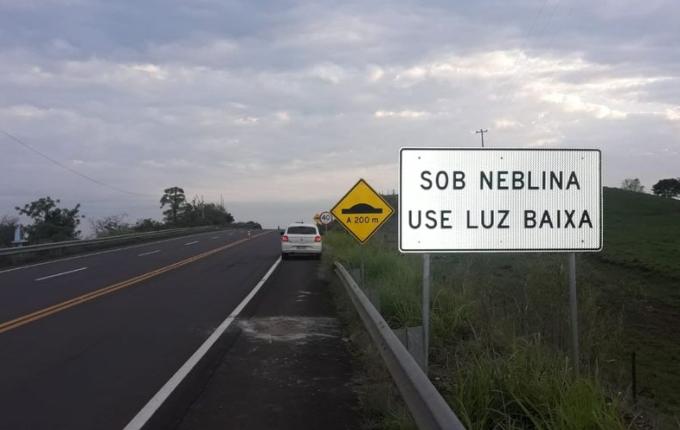 SOB NEBLINA
USE LUZ BAIXA
A 200 m
40